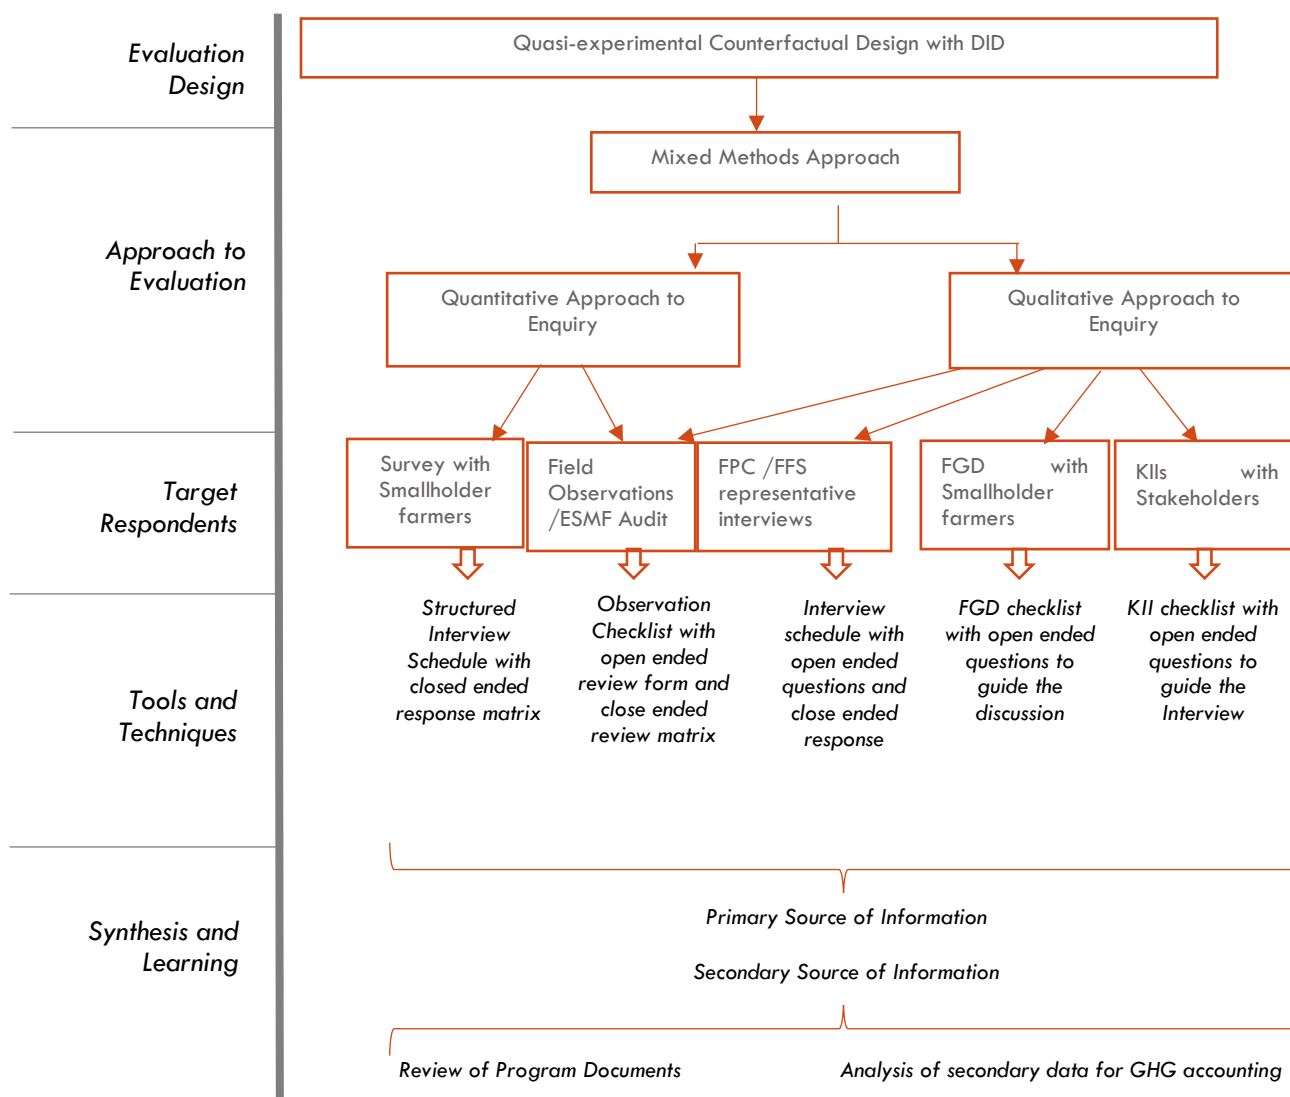 Evaluation
Design
Quasi-experimental Counterfactual Design with DID
Mixed Methods Approach
Approach to
Evaluation
Quantitative Approach to
Enquiry
Qualitative Approach to
Enquiry
Target
Respondents
Survey with
Smallholder
farmers
Field
Observations
/ESMF Audit
FPC /FFS
representative
interviews
FGD with
Smallholder
farmers
KIIs with
Stakeholders
Tools and
Techniques
Structured
Interview
Schedule with
closed ended
response matrix
Observation
Checklist with
open ended
review form and
close ended
review matrix
Interview
schedule with
open ended
questions and
close ended
response
FGD checklist
with open ended
questions to
guide the
discussion
KII checklist with
open ended
questions to
guide the
Interview
Synthesis and
Learning
Primary Source of Information
Secondary Source of Information
Review of Program Documents
Analysis of secondary data for GHG accounting